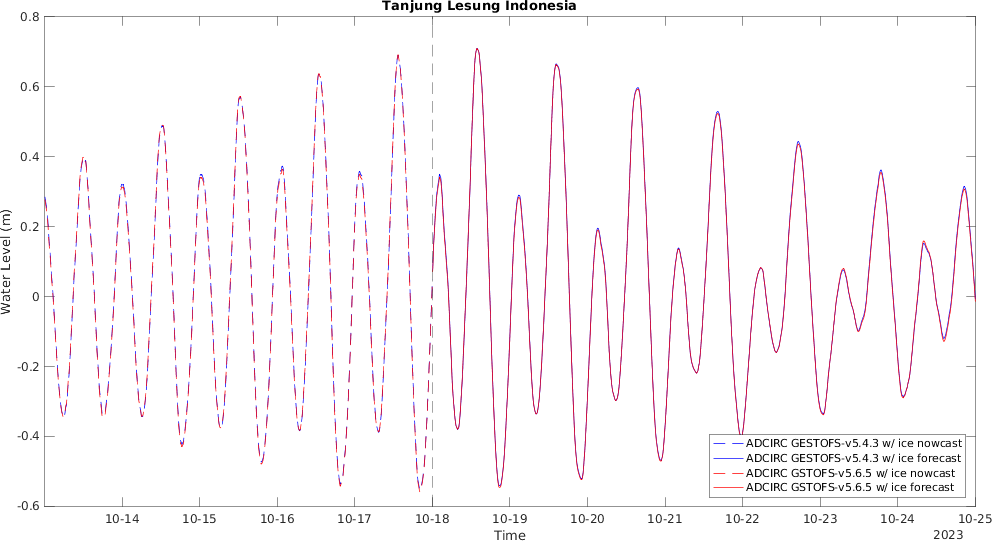 Tanjung Lesung Indonesia
0.8
0.6
0.4
0.2
0
-0.2
-0.4
-0.6
Water Level (m)
ADCIRC GESTOFS-v5.4.3 w/ ice nowcast
ADCIRC GESTOFS-v5.4.3 w/ ice forecast
ADCIRC GSTOFS-v5.6.5 w/ ice nowcast
ADCIRC GSTOFS-v5.6.5 w/ ice forecast
10-14 10-15 10-16 10-17 10-18 10-19 10-20 10-21 10-22 10-23 10-24 10-25
Time
2023